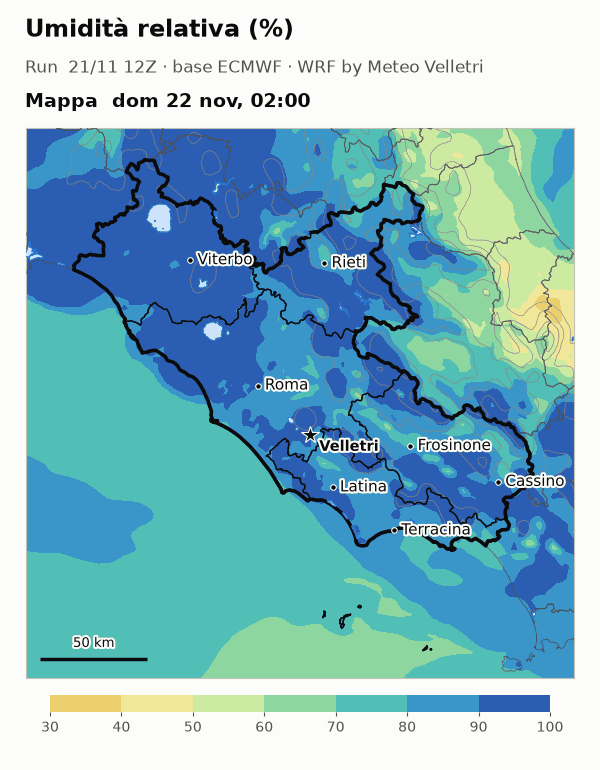 Umidità relativa (%)
Run  21/11 12Z · base ECMWF · WRF by Meteo Velletri
Mappa  dom 22 nov, 02:00
Viterbo
Rieti
Roma
Velletri
Frosinone
Cassino
Latina
Terracina
50 km
30 40 50 60 70 80 90 100